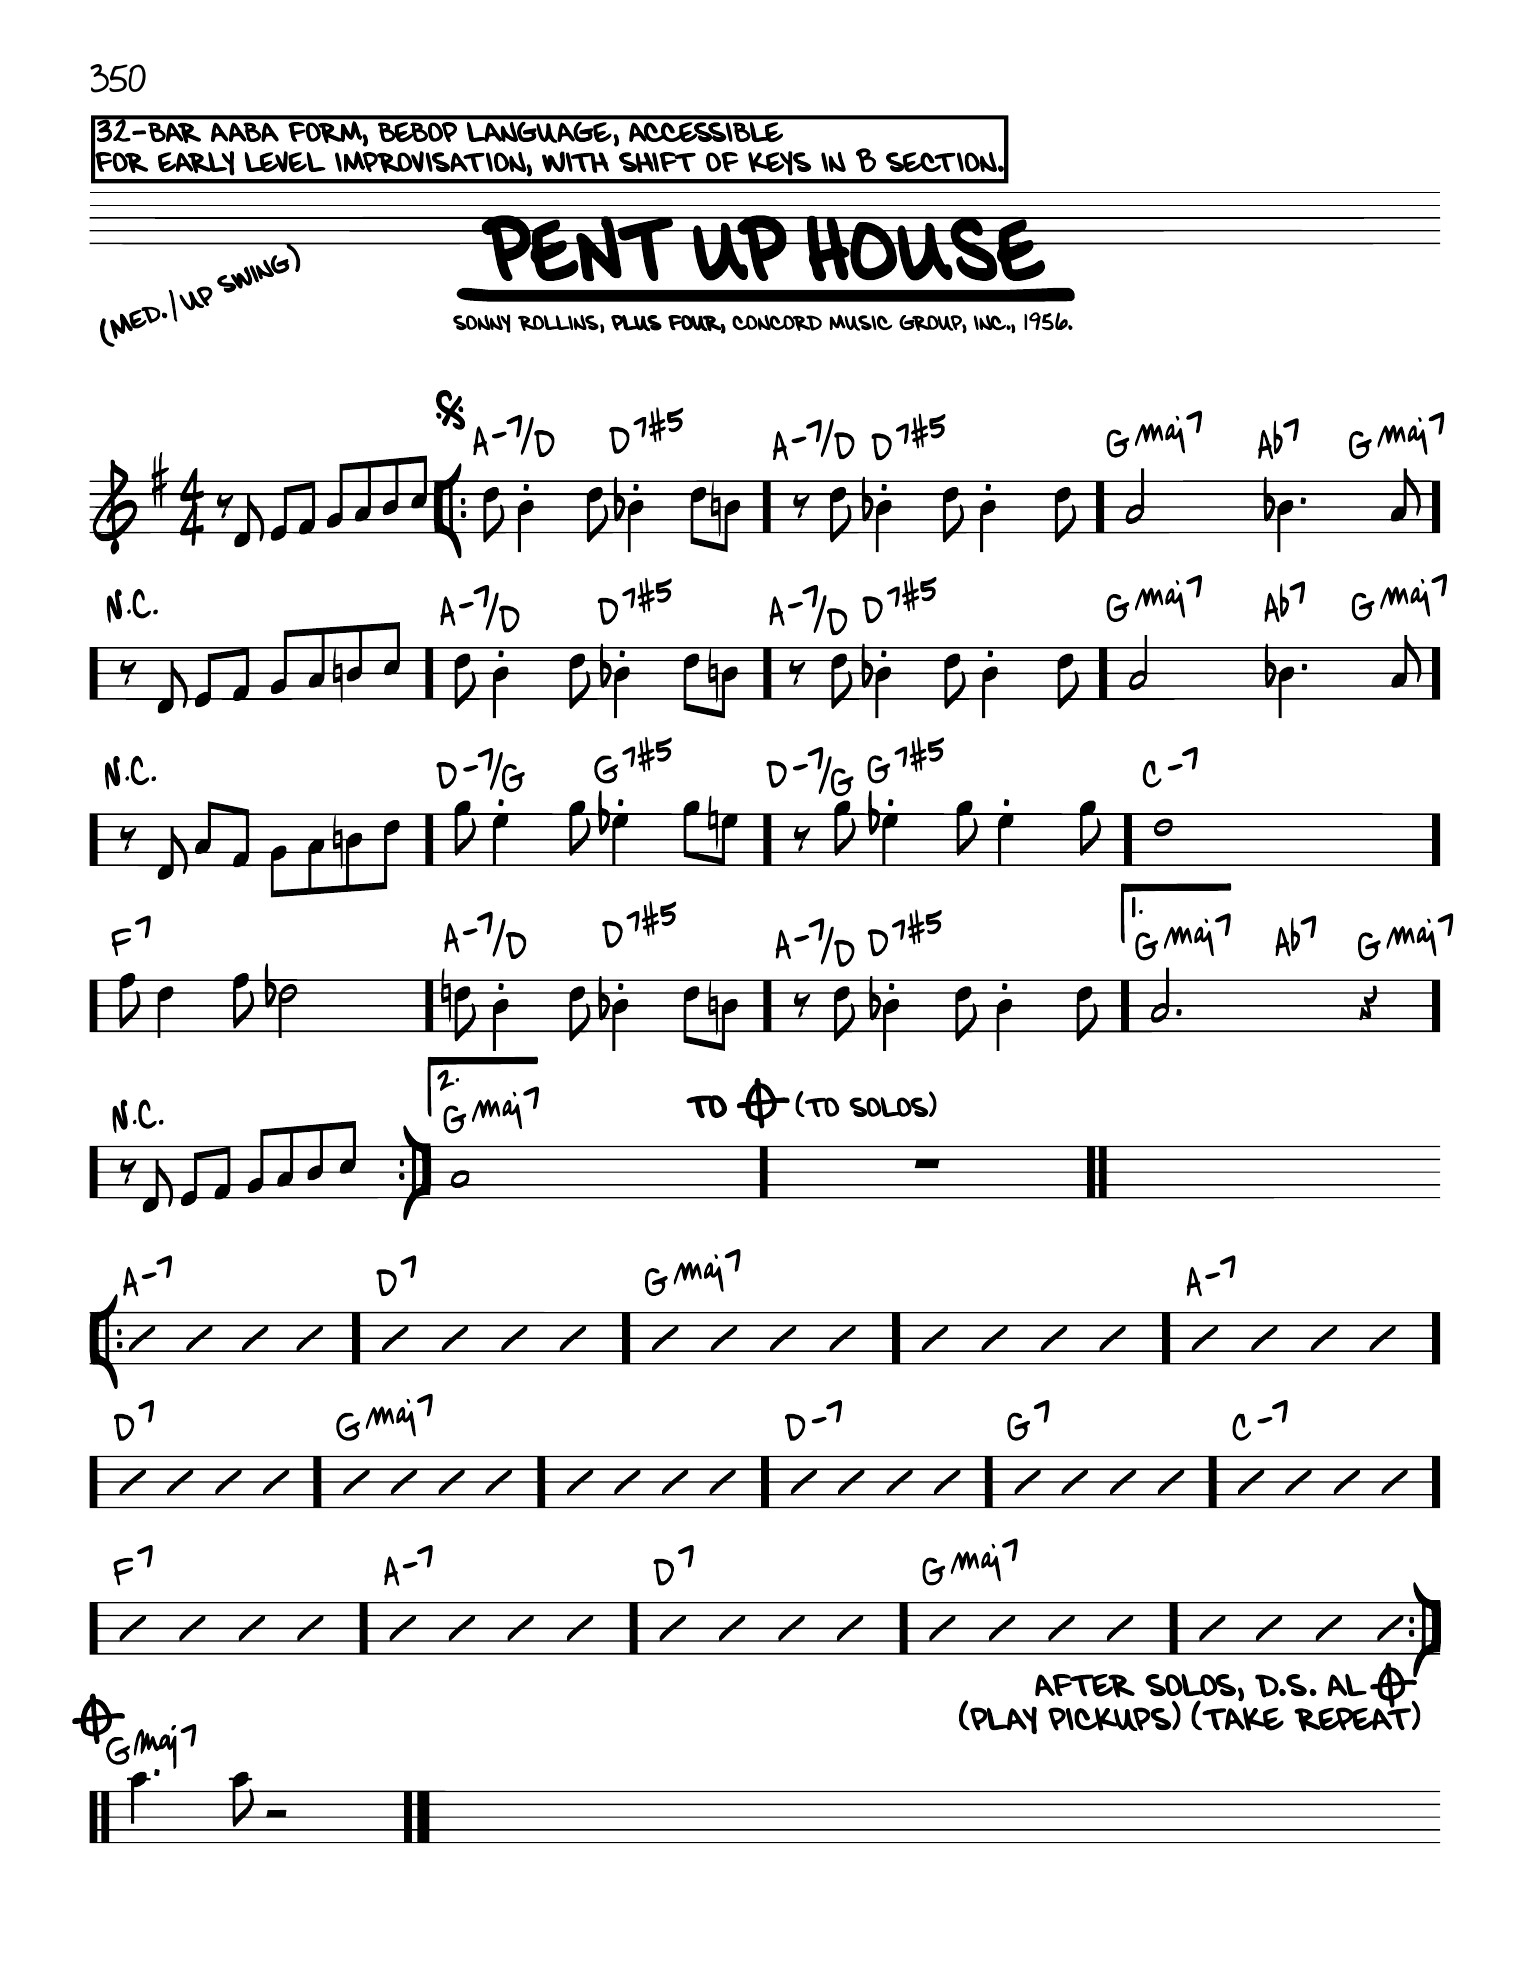 350
32-BAR AABA FORM, BEBOP LANGUAGE, ACCESSIBLE
FOR EARLY LEVEL IMPROVISATION, WITH SHIFT OF KEYS IN B SECTION.
PENT UP HOUSE
(MED./UP SWING)
SONNY ROLLINS, PLUS FOUR, CONCORD MUSIC GROUP, INC., 1956.
A-7/D D7#5 A-7/D D7#5 Gmaj7 Ab7 Gmaj7
4
4
N.C. A-7/D D7#5 A-7/D D7#5 Gmaj7 Ab7 Gmaj7
N.C. D-7/G G7#5 D-7/G G7#5 C-7
1.
F7 A-7/D D7#5 A-7/D D7#5 Gmaj7 Ab7 Gmaj7
2.
N.C. Gmaj7 TO (TO SOLOS)
A-7 D7 Gmaj7 A-7
D7 Gmaj7 D-7 G7 C-7
F7 A-7 D7 Gmaj7
AFTER SOLOS, D.S. AL
(PLAY PICKUPS) (TAKE REPEAT)
Gmaj7